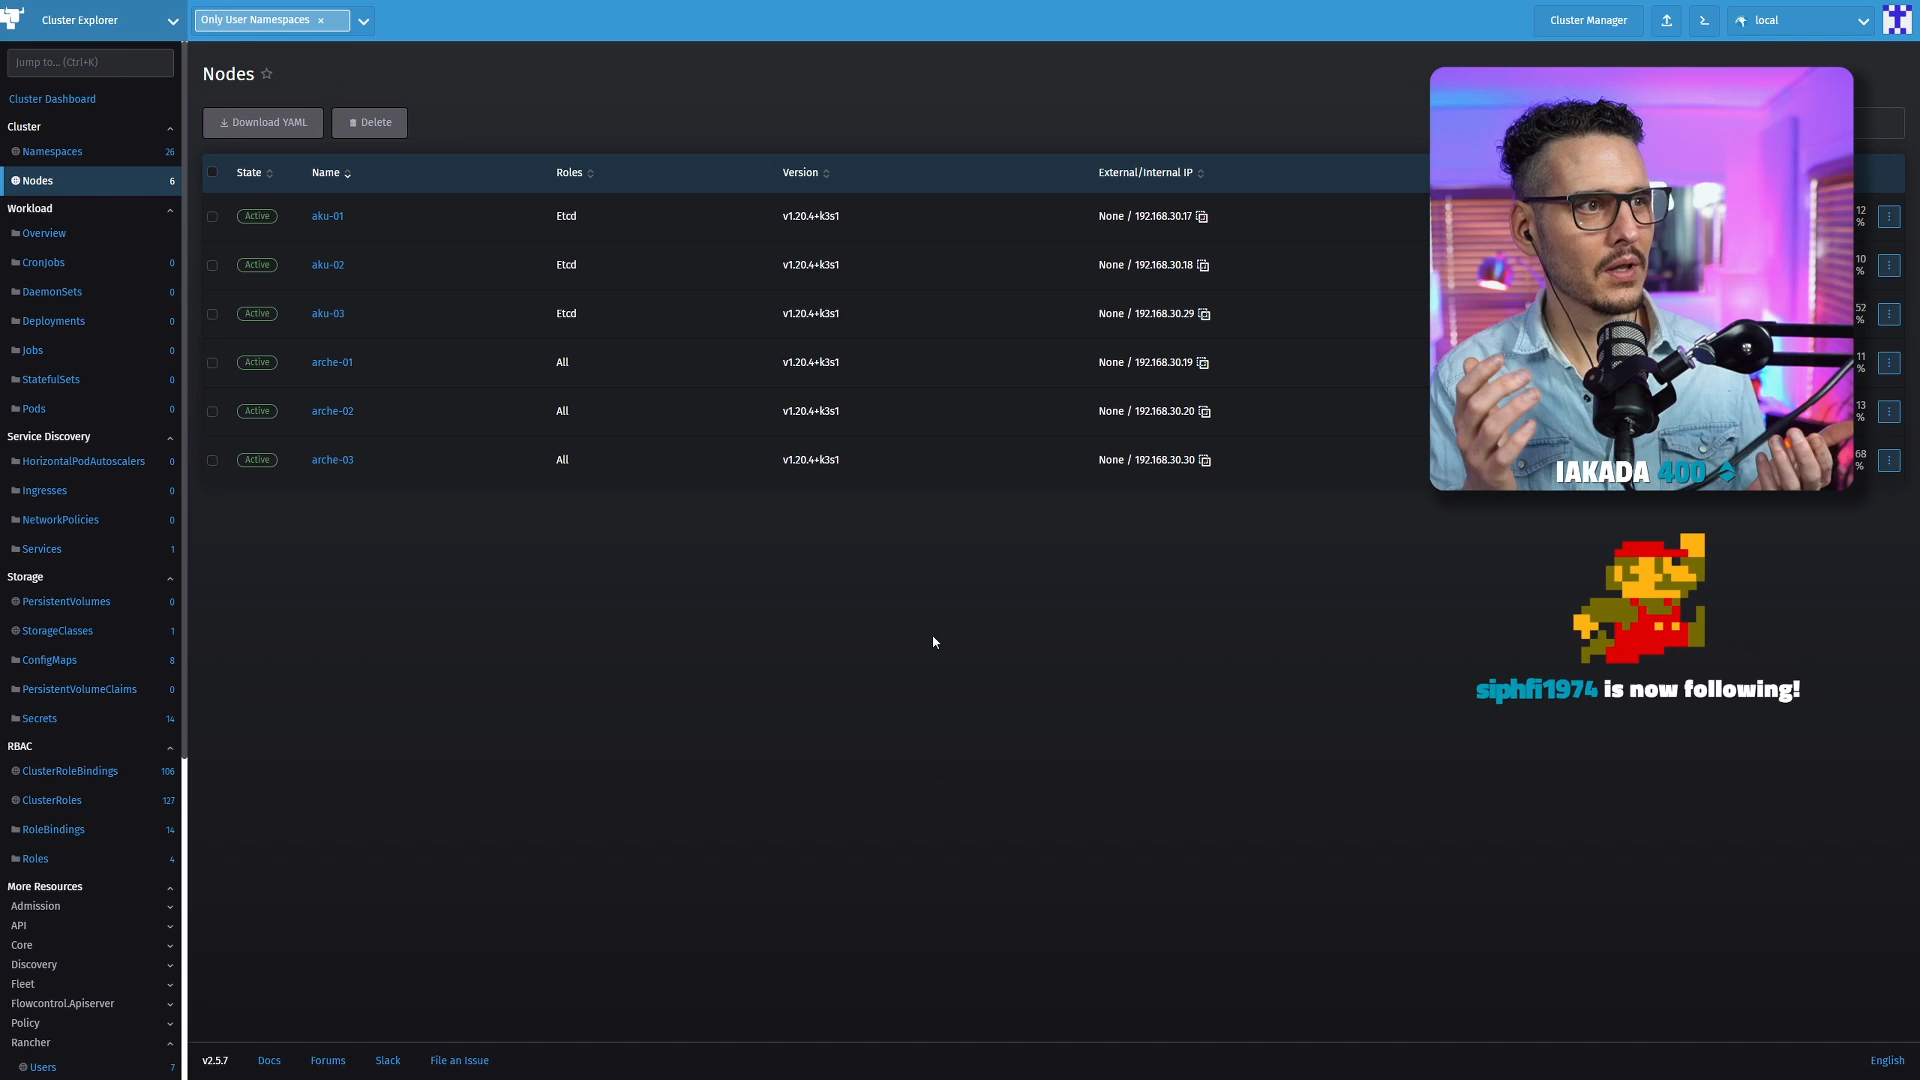 Cluster Explorer
Only User Namespaces ×
Cluster Manager
local
Jump to... (Ctrl+K)
Cluster Dashboard
Cluster
Namespaces 26
Nodes 6
Workload
Overview
CronJobs 0
DaemonSets 0
Deployments 0
Jobs 0
StatefulSets 0
Pods 0
Service Discovery
HorizontalPodAutoscalers 0
Ingresses 0
NetworkPolicies 0
Services 1
Storage
PersistentVolumes 0
StorageClasses 1
ConfigMaps 8
PersistentVolumeClaims 0
Secrets 14
RBAC
ClusterRoleBindings 106
ClusterRoles 127
RoleBindings 14
Roles 4
More Resources
Admission
API
Core
Discovery
Fleet
Flowcontrol.Apiserver
Policy
Rancher
Users 7
Nodes
Download YAML Delete
State Name Roles Version External/Internal IP
Active aku-01 Etcd v1.20.4+k3s1 None / 192.168.30.17 12 %
Active aku-02 Etcd v1.20.4+k3s1 None / 192.168.30.18 10 %
Active aku-03 Etcd v1.20.4+k3s1 None / 192.168.30.29 52 %
Active arche-01 All v1.20.4+k3s1 None / 192.168.30.19 11 %
Active arche-02 All v1.20.4+k3s1 None / 192.168.30.20 13 %
Active arche-03 All v1.20.4+k3s1 None / 192.168.30.30 68 %
IAKADA 400
siphfi1974 is now following!
v2.5.7 Docs Forums Slack File an Issue English